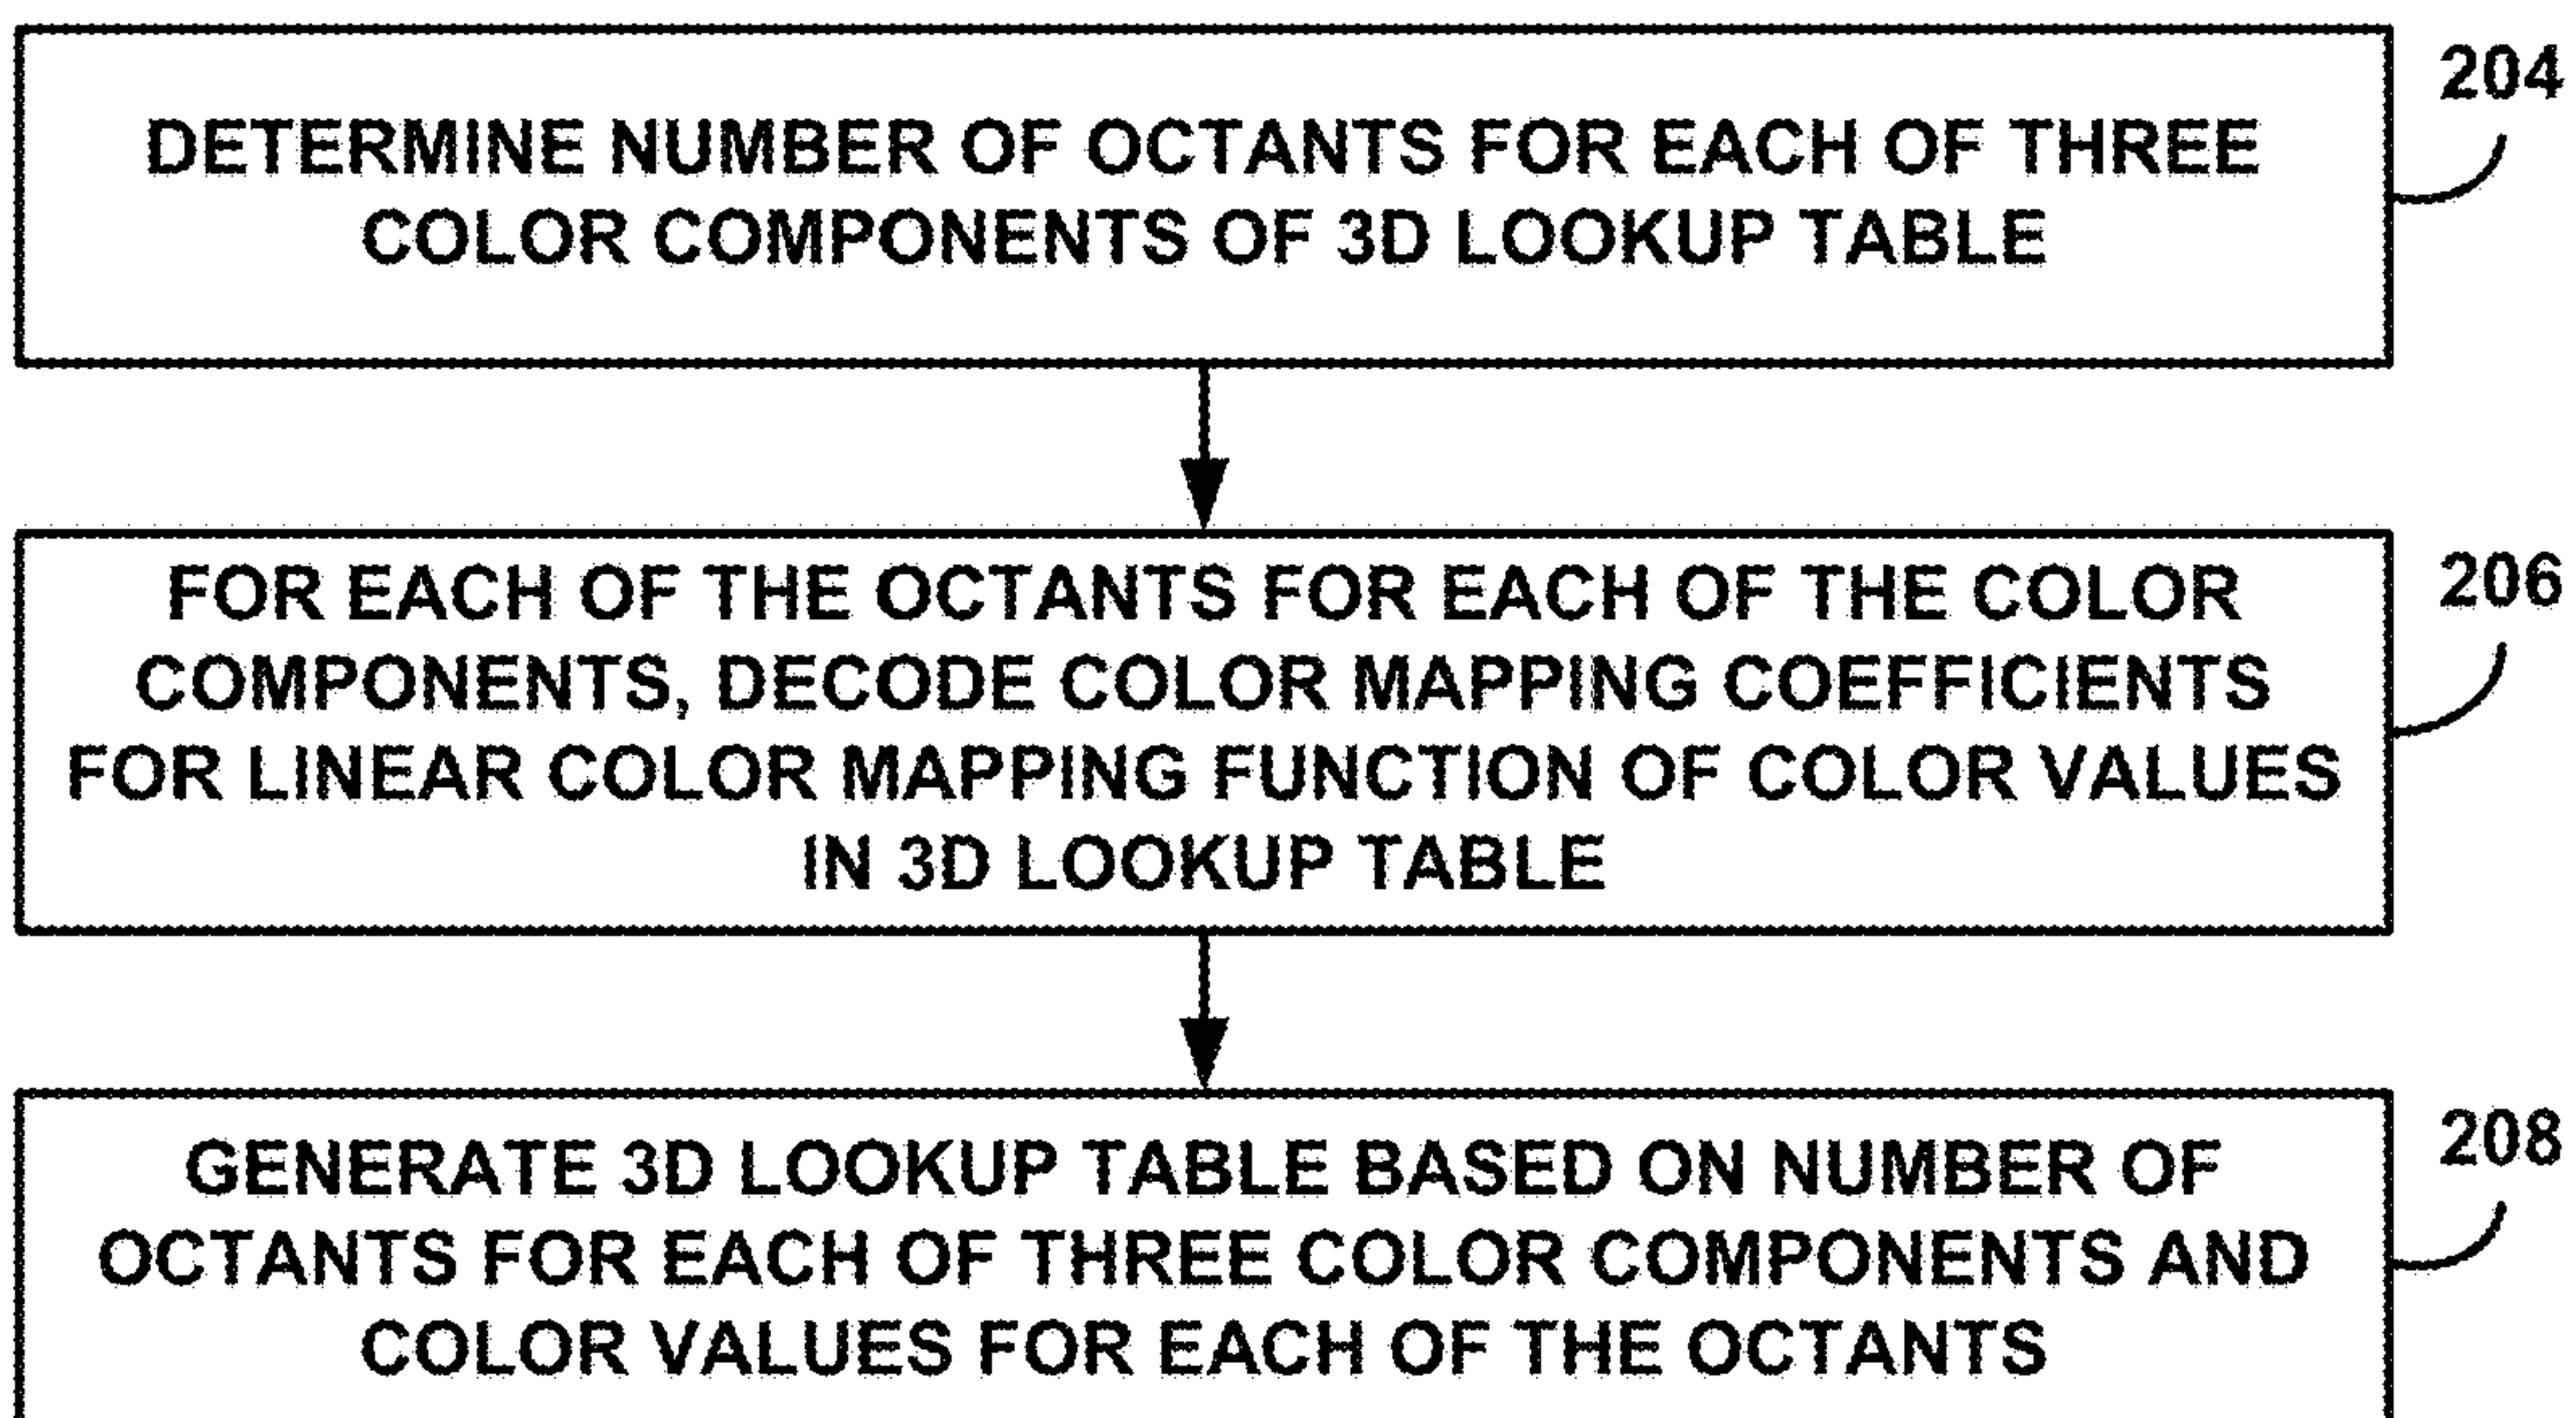 204
DETERMINE NUMBER OF OCTANTS FOR EACH OF THREE
COLOR COMPONENTS OF 3D LOOKUP TABLE
206
FOR EACH OF THE OCTANTS FOR EACH OF THE COLOR
COMPONENTS, DECODE COLOR MAPPING COEFFICIENTS
FOR LINEAR COLOR MAPPING FUNCTION OF COLOR VALUES
IN 3D LOOKUP TABLE
208
GENERATE 3D LOOKUP TABLE BASED ON NUMBER OF
OCTANTS FOR EACH OF THREE COLOR COMPONENTS AND
COLOR VALUES FOR EACH OF THE OCTANTS